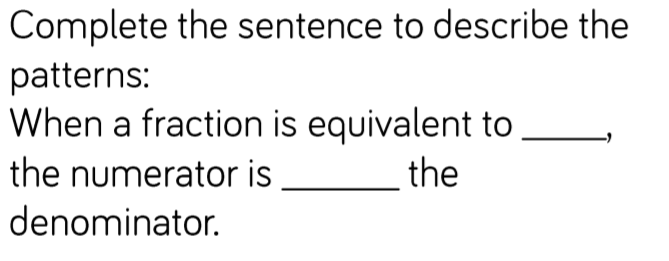 Complete the sentence to describe the
patterns:
When a fraction is equivalent to _____,
the numerator is _______ the
denominator.